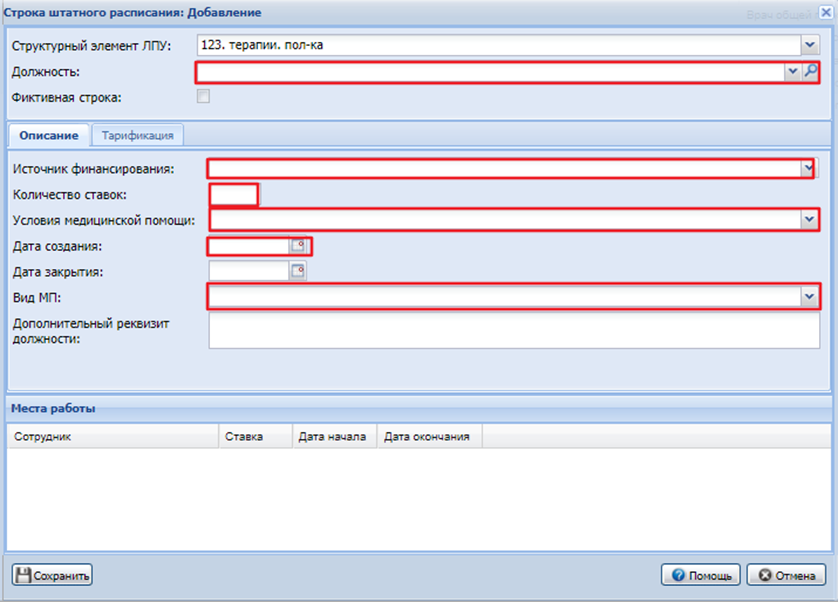 Строка штатного расписания: Добавление
Врач общей
Структурный элемент ЛПУ: 123. терапии. пол-ка
Должность:
Фиктивная строка:
Описание Тарификация
Источник финансирования:
Количество ставок:
Условия медицинской помощи:
Дата создания:
Дата закрытия:
Вид МП:
Дополнительный реквизит
должности:
Места работы
Сотрудник Ставка Дата начала Дата окончания
Сохранить Помощь Отмена